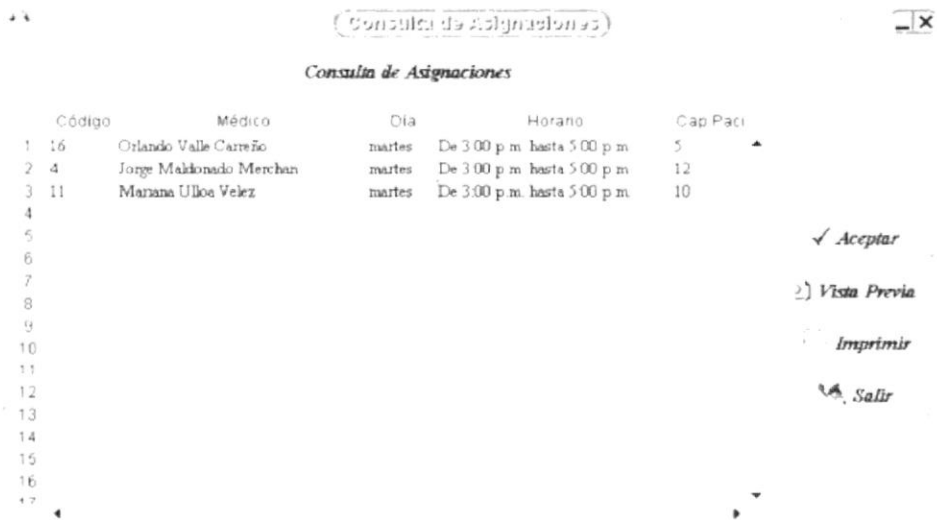 Consulta de Asignaciones
Consulta de Asignaciones
Código Médico Día Horario Cap Paci
1 16 Orlando Valle Carreño martes De 3:00 p.m. hasta 5:00 p.m. 5
2 4 Jorge Maldonado Merchan martes De 3:00 p.m. hasta 5:00 p.m. 12
3 11 Mariana Ulloa Velez martes De 3:00 p.m. hasta 5:00 p.m. 10
4
5
✓ Aceptar
6
7
8
Vista Previa
9
10
Imprimir
11
12
Salir
13
14
15
16
17